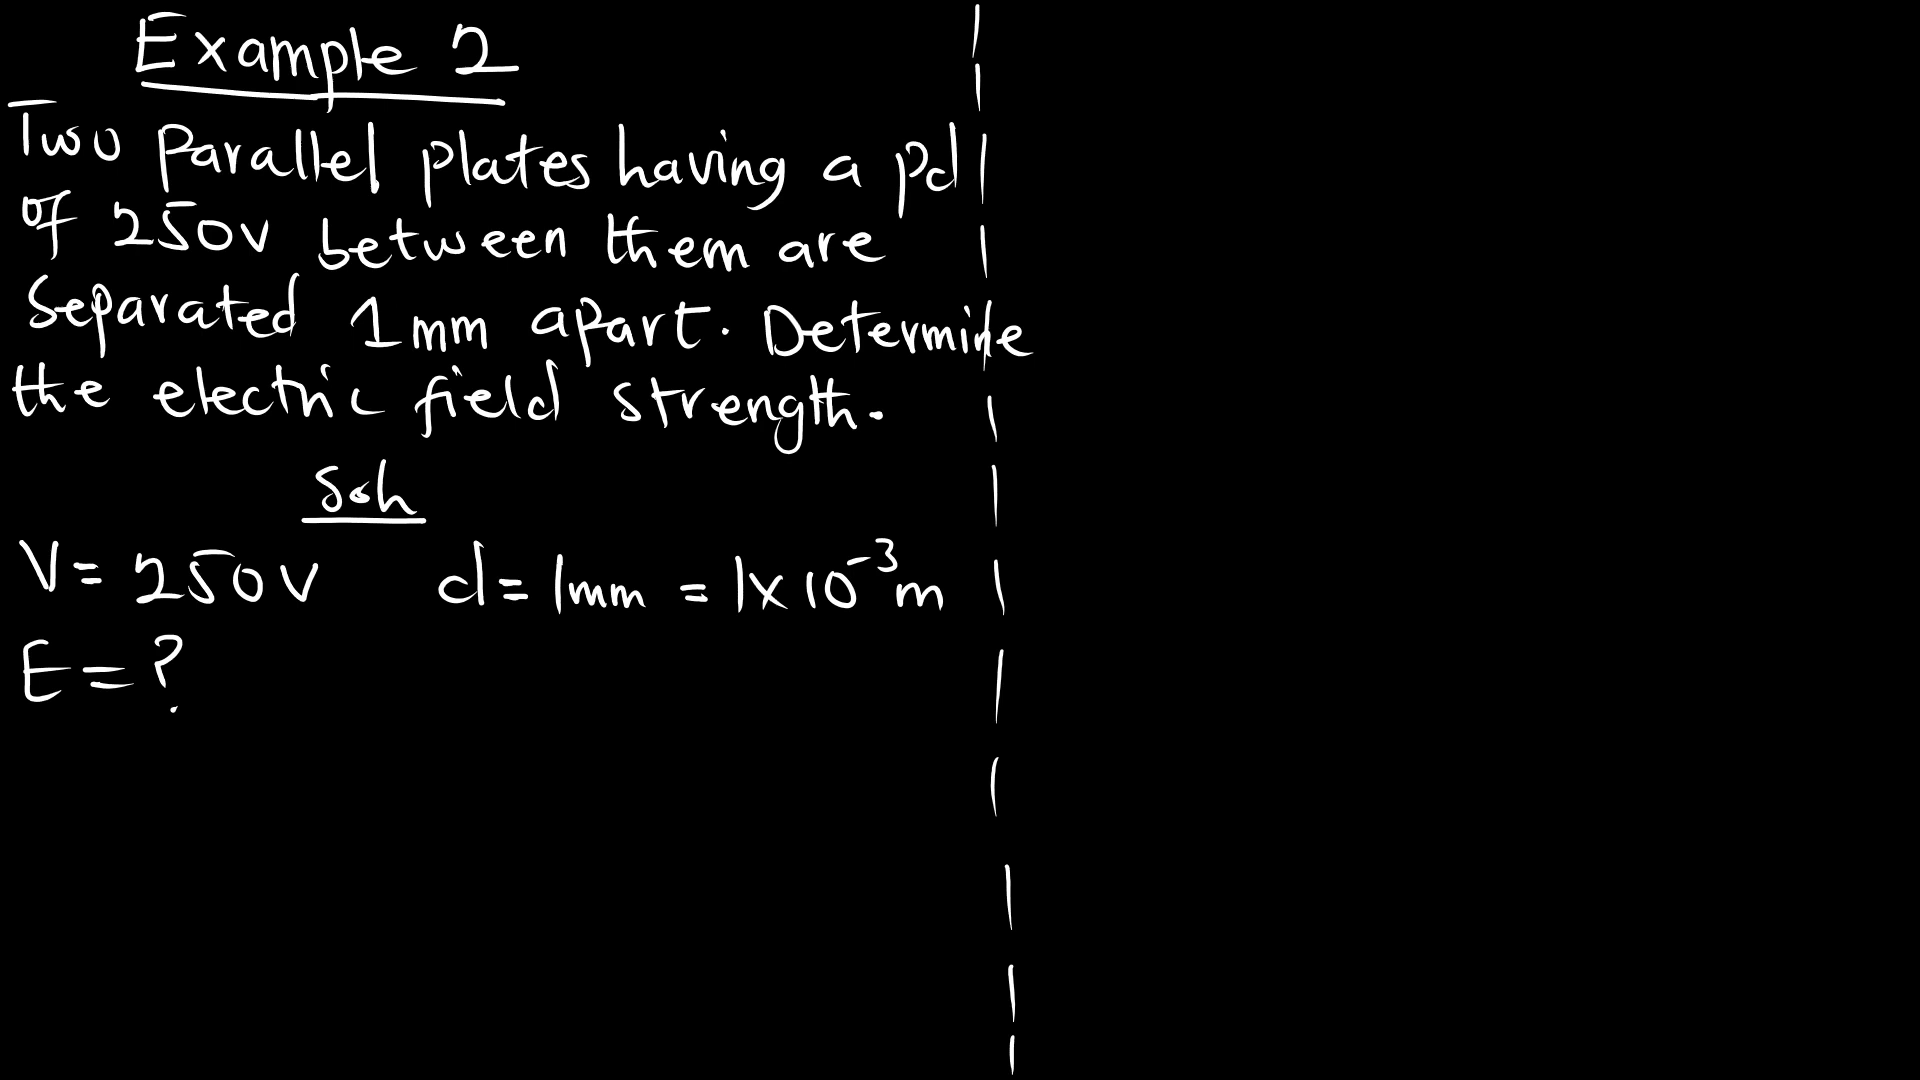 Example 2
Two parallel plates having a pd
of 250V between them are
Separated 1mm apart. Determine
the electric field strength.
Soln
V= 250V d= 1mm = 1x10⁻³m
E=?